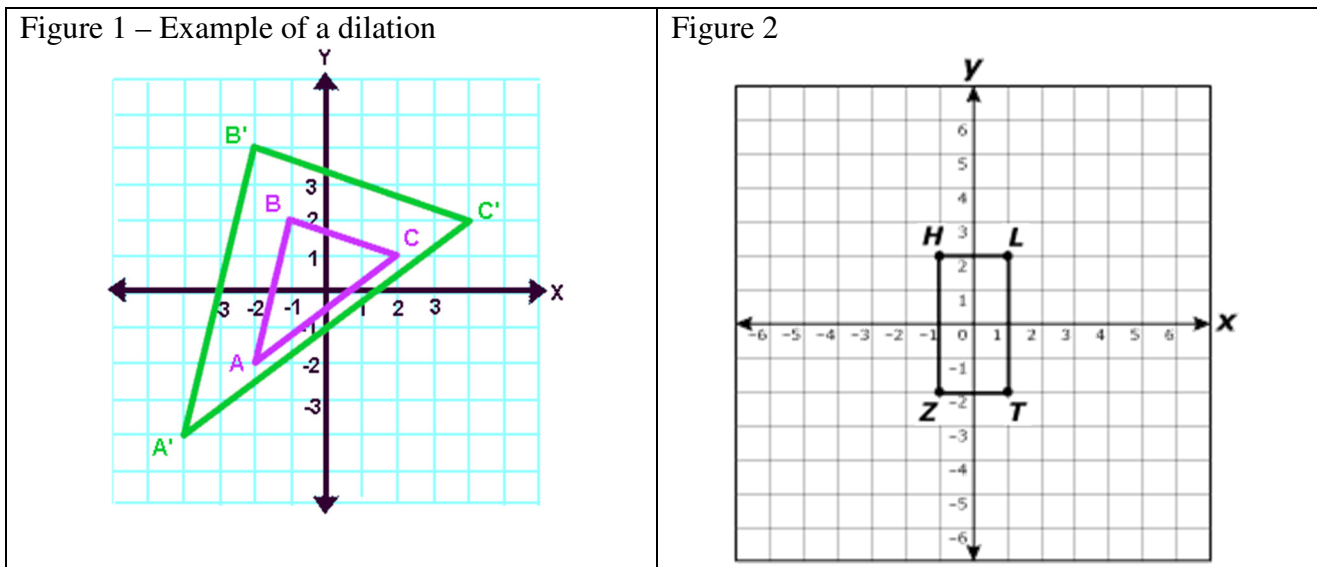 Figure 1 – Example of a dilation
Y
B'
3
B
2
C'
C
1
X
3 -2 -1 1 2 3
-1
A
-2
-3
A'
Figure 2
y
6
5
4
H 3 L
2
1
x
-6 -5 -4 -3 -2 -1 0 1 2 3 4 5 6
-1
Z -2 T
-3
-4
-5
-6